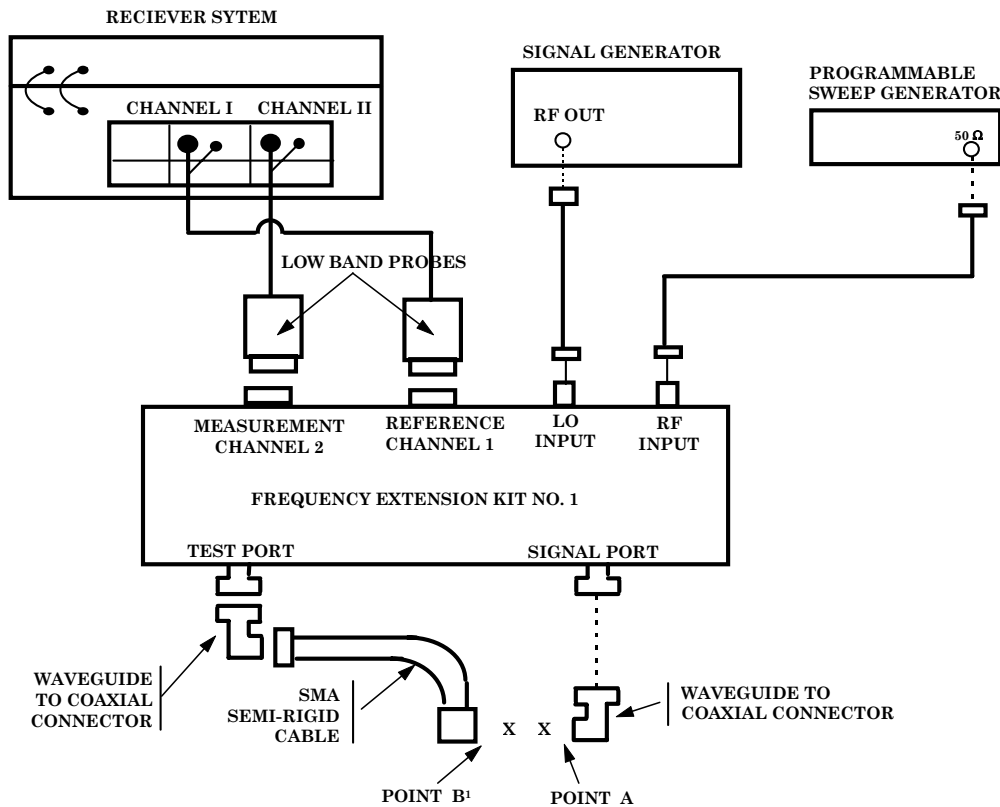 RECIEVER SYTEM
SIGNAL GENERATOR
PROGRAMMABLE
SWEEP GENERATOR
CHANNEL I
CHANNEL II
RF OUT
50 Ω
LOW BAND PROBES
MEASUREMENT
CHANNEL 2
REFERENCE
CHANNEL 1
LO
INPUT
RF
INPUT
FREQUENCY EXTENSION KIT NO. 1
TEST PORT
SIGNAL PORT
WAVEGUIDE
TO COAXIAL
CONNECTOR
SMA
SEMI-RIGID
CABLE
WAVEGUIDE TO
COAXIAL CONNECTOR
X X
POINT B¹
POINT A